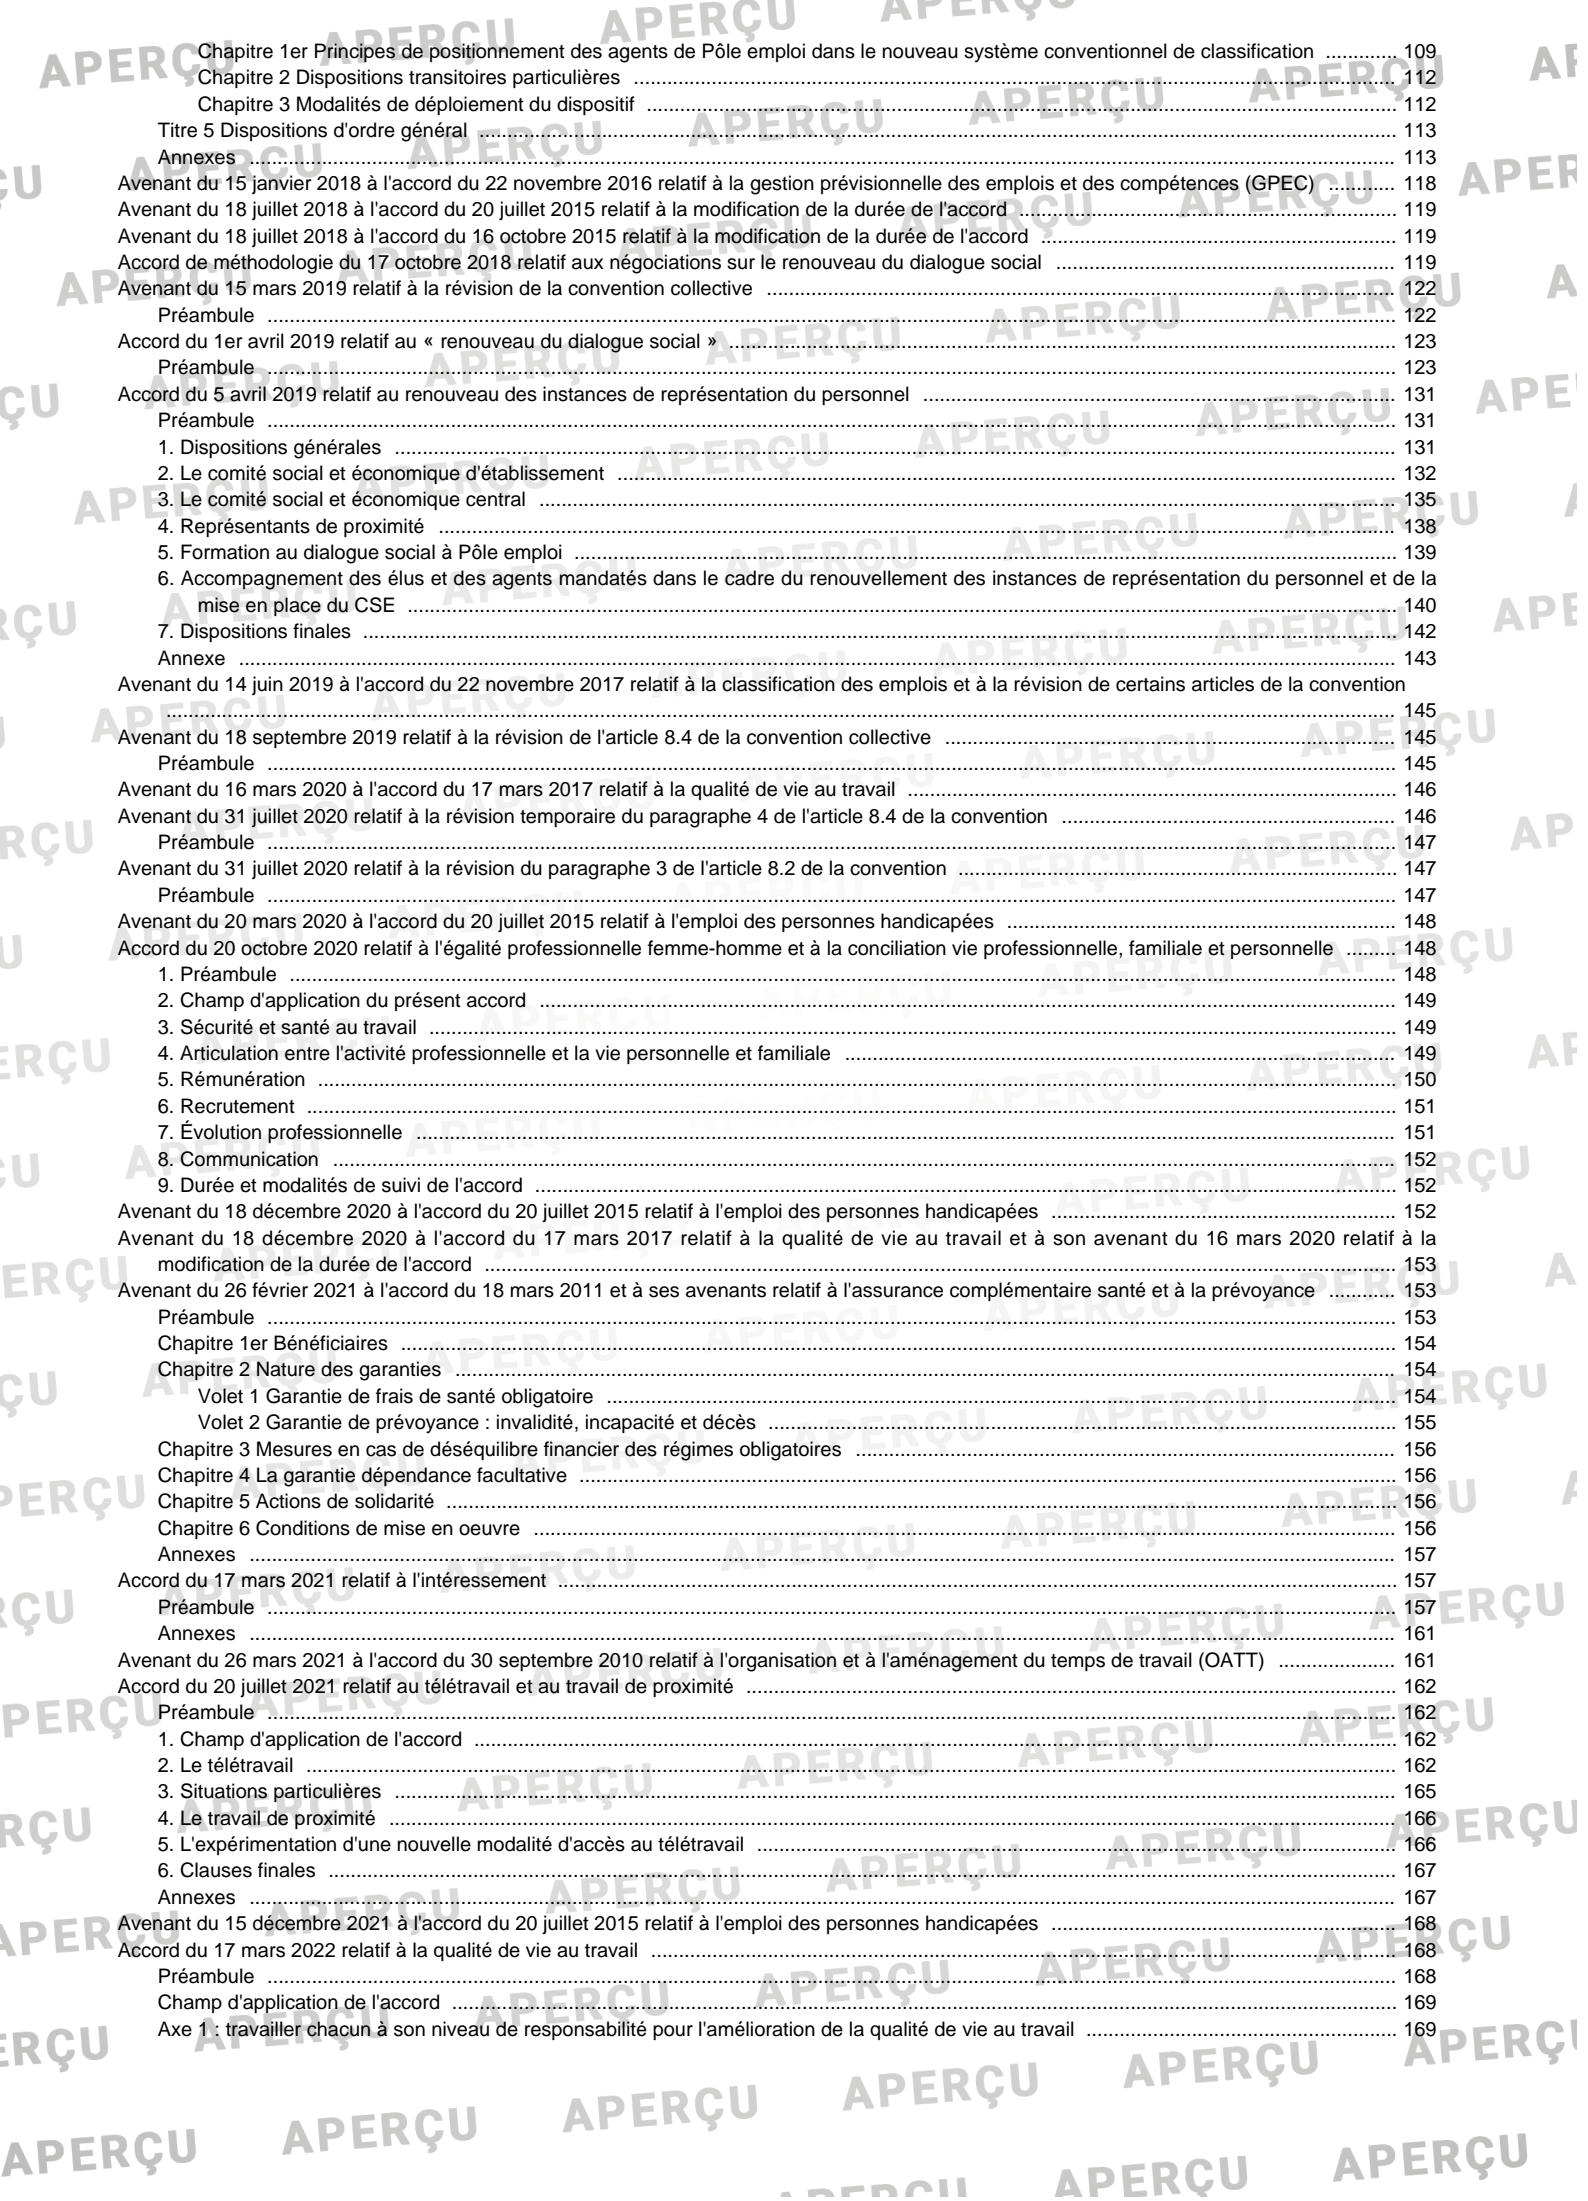 Chapitre 1er Principes de positionnement des agents de Pôle emploi dans le nouveau système conventionnel de classification ............. 109
Chapitre 2 Dispositions transitoires particulières ............. 112
Chapitre 3 Modalités de déploiement du dispositif ............. 112
Titre 5 Dispositions d'ordre général ............. 113
Annexes ............. 113
Avenant du 15 janvier 2018 à l'accord du 22 novembre 2016 relatif à la gestion prévisionnelle des emplois et des compétences (GPEC) ............ 118
Avenant du 18 juillet 2018 à l'accord du 20 juillet 2015 relatif à la modification de la durée de l'accord ............. 119
Avenant du 18 juillet 2018 à l'accord du 16 octobre 2015 relatif à la modification de la durée de l'accord ............. 119
Accord de méthodologie du 17 octobre 2018 relatif aux négociations sur le renouveau du dialogue social ............. 119
Avenant du 15 mars 2019 relatif à la révision de la convention collective ............. 122
Préambule ............. 122
Accord du 1er avril 2019 relatif au « renouveau du dialogue social » ............. 123
Préambule ............. 123
Accord du 5 avril 2019 relatif au renouveau des instances de représentation du personnel ............. 131
Préambule ............. 131
1. Dispositions générales ............. 131
2. Le comité social et économique d'établissement ............. 132
3. Le comité social et économique central ............. 135
4. Représentants de proximité ............. 138
5. Formation au dialogue social à Pôle emploi ............. 139
6. Accompagnement des élus et des agents mandatés dans le cadre du renouvellement des instances de représentation du personnel et de la
mise en place du CSE ............. 140
7. Dispositions finales ............. 142
Annexe ............. 143
Avenant du 14 juin 2019 à l'accord du 22 novembre 2017 relatif à la classification des emplois et à la révision de certains articles de la convention
............. 145
Avenant du 18 septembre 2019 relatif à la révision de l'article 8.4 de la convention collective ............. 145
Préambule ............. 145
Avenant du 16 mars 2020 à l'accord du 17 mars 2017 relatif à la qualité de vie au travail ............. 146
Avenant du 31 juillet 2020 relatif à la révision temporaire du paragraphe 4 de l'article 8.4 de la convention ............. 146
Préambule ............. 147
Avenant du 31 juillet 2020 relatif à la révision du paragraphe 3 de l'article 8.2 de la convention ............. 147
Préambule ............. 147
Avenant du 20 mars 2020 à l'accord du 20 juillet 2015 relatif à l'emploi des personnes handicapées ............. 148
Accord du 20 octobre 2020 relatif à l'égalité professionnelle femme-homme et à la conciliation vie professionnelle, familiale et personnelle ......... 148
1. Préambule ............. 148
2. Champ d'application du présent accord ............. 149
3. Sécurité et santé au travail ............. 149
4. Articulation entre l'activité professionnelle et la vie personnelle et familiale ............. 149
5. Rémunération ............. 150
6. Recrutement ............. 151
7. Évolution professionnelle ............. 151
8. Communication ............. 152
9. Durée et modalités de suivi de l'accord ............. 152
Avenant du 18 décembre 2020 à l'accord du 20 juillet 2015 relatif à l'emploi des personnes handicapées ............. 152
Avenant du 18 décembre 2020 à l'accord du 17 mars 2017 relatif à la qualité de vie au travail et à son avenant du 16 mars 2020 relatif à la
modification de la durée de l'accord ............. 153
Avenant du 26 février 2021 à l'accord du 18 mars 2011 et à ses avenants relatif à l'assurance complémentaire santé et à la prévoyance ............ 153
Préambule ............. 153
Chapitre 1er Bénéficiaires ............. 154
Chapitre 2 Nature des garanties ............. 154
Volet 1 Garantie de frais de santé obligatoire ............. 154
Volet 2 Garantie de prévoyance : invalidité, incapacité et décès ............. 155
Chapitre 3 Mesures en cas de déséquilibre financier des régimes obligatoires ............. 156
Chapitre 4 La garantie dépendance facultative ............. 156
Chapitre 5 Actions de solidarité ............. 156
Chapitre 6 Conditions de mise en oeuvre ............. 156
Annexes ............. 157
Accord du 17 mars 2021 relatif à l'intéressement ............. 157
Préambule ............. 157
Annexes ............. 161
Avenant du 26 mars 2021 à l'accord du 30 septembre 2010 relatif à l'organisation et à l'aménagement du temps de travail (OATT) ............. 161
Accord du 20 juillet 2021 relatif au télétravail et au travail de proximité ............. 162
Préambule ............. 162
1. Champ d'application de l'accord ............. 162
2. Le télétravail ............. 162
3. Situations particulières ............. 165
4. Le travail de proximité ............. 166
5. L'expérimentation d'une nouvelle modalité d'accès au télétravail ............. 166
6. Clauses finales ............. 167
Annexes ............. 167
Avenant du 15 décembre 2021 à l'accord du 20 juillet 2015 relatif à l'emploi des personnes handicapées ............. 168
Accord du 17 mars 2022 relatif à la qualité de vie au travail ............. 168
Préambule ............. 168
Champ d'application de l'accord ............. 169
Axe 1 : travailler chacun à son niveau de responsabilité pour l'amélioration de la qualité de vie au travail ............. 169
APERÇU